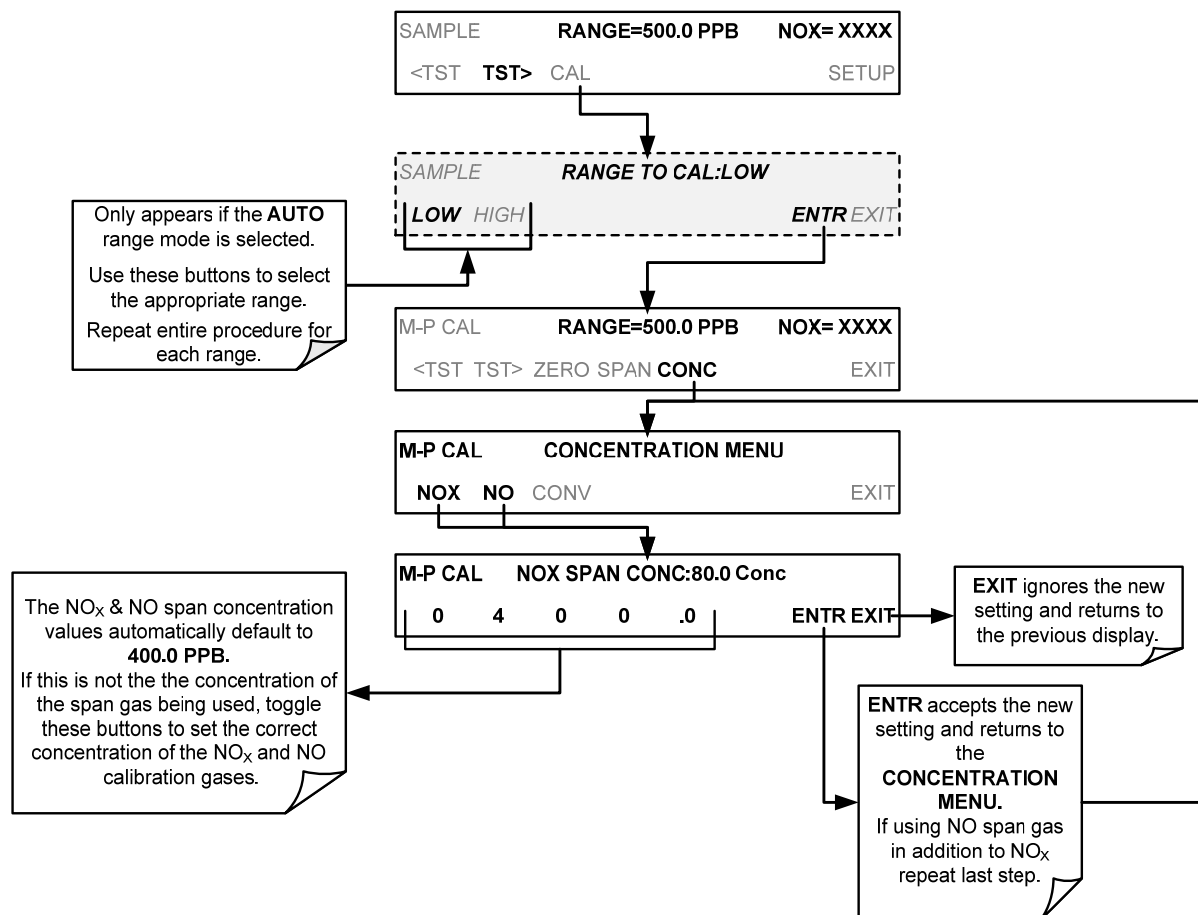 SAMPLE RANGE=500.0 PPB NOX= XXXX
<TST TST> CAL SETUP
SAMPLE RANGE TO CAL:LOW
LOW HIGH ENTR EXIT
Only appears if the AUTO
range mode is selected.
Use these buttons to select
the appropriate range.
Repeat entire procedure for
each range.
M-P CAL RANGE=500.0 PPB NOX= XXXX
<TST TST> ZERO SPAN CONC EXIT
M-P CAL CONCENTRATION MENU
NOX NO CONV EXIT
M-P CAL NOX SPAN CONC:80.0 Conc
0 4 0 0 .0 ENTR EXIT
The NOX & NO span concentration
values automatically default to
400.0 PPB.
If this is not the the concentration of
the span gas being used, toggle
these buttons to set the correct
concentration of the NOX and NO
calibration gases.
EXIT ignores the new
setting and returns to
the previous display.
ENTR accepts the new
setting and returns to
the
CONCENTRATION
MENU.
If using NO span gas
in addition to NOX
repeat last step.